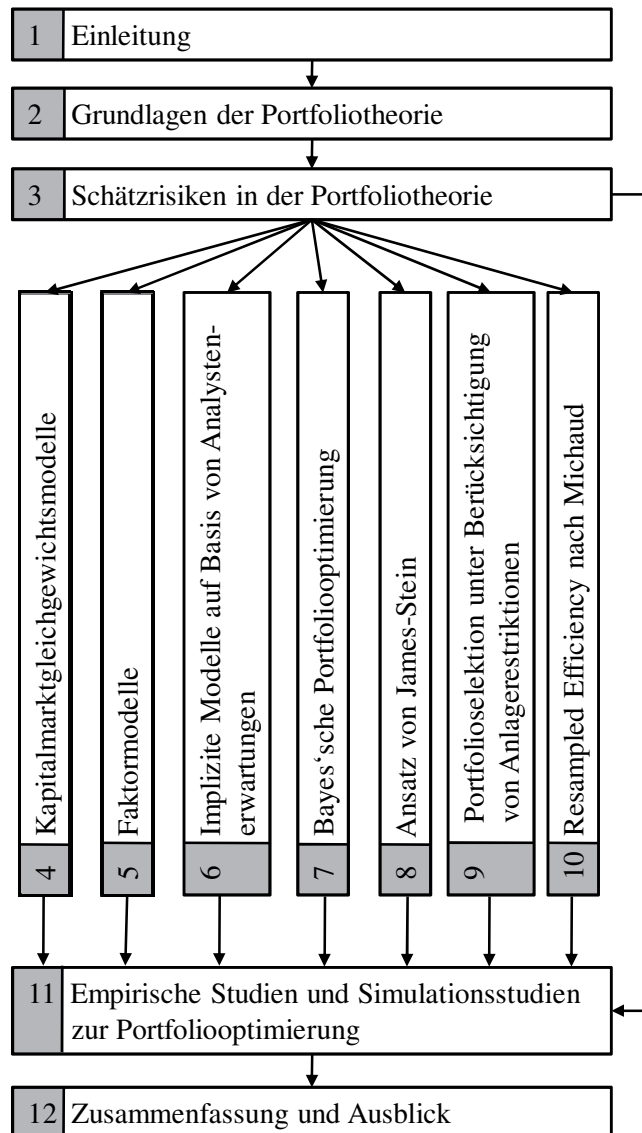 1 Einleitung
2 Grundlagen der Portfoliotheorie
3 Schätzrisiken in der Portfoliotheorie
4 Kapitalmarktgleichgewichtsmodelle
5 Faktormodelle
6 Implizite Modelle auf Basis von Analysten-
erwartungen
7 Bayes‘sche Portfoliooptimierung
8 Ansatz von James-Stein
9 Portfolioselektion unter Berücksichtigung
von Anlagerestriktionen
10 Resampled Efficiency nach Michaud
11 Empirische Studien und Simulationsstudien
zur Portfoliooptimierung
12 Zusammenfassung und Ausblick